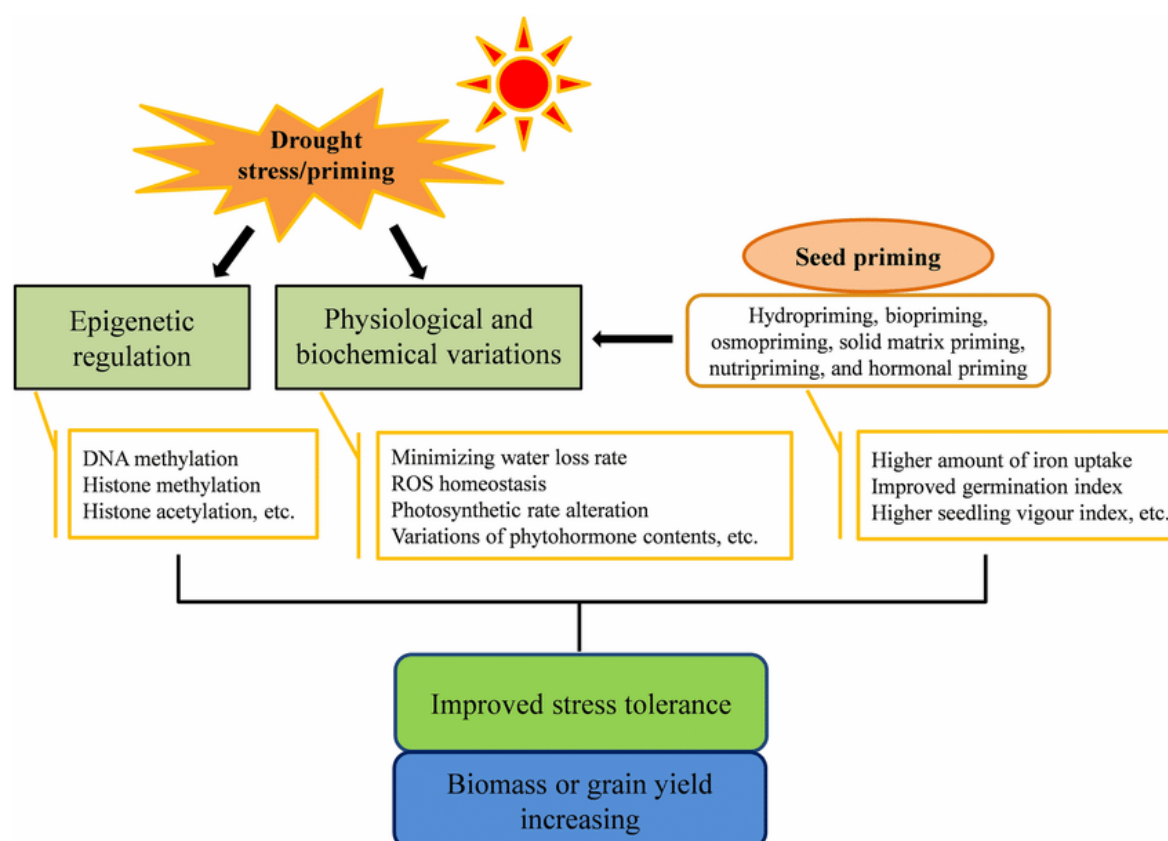 Drought
stress/priming
Seed priming
Epigenetic
regulation
Physiological and
biochemical variations
Hydropriming, biopriming,
osmopriming, solid matrix priming,
nutripriming, and hormonal priming
DNA methylation
Histone methylation
Histone acetylation, etc.
Minimizing water loss rate
ROS homeostasis
Photosynthetic rate alteration
Variations of phytohormone contents, etc.
Higher amount of iron uptake
Improved germination index
Higher seedling vigour index, etc.
Improved stress tolerance
Biomass or grain yield
increasing